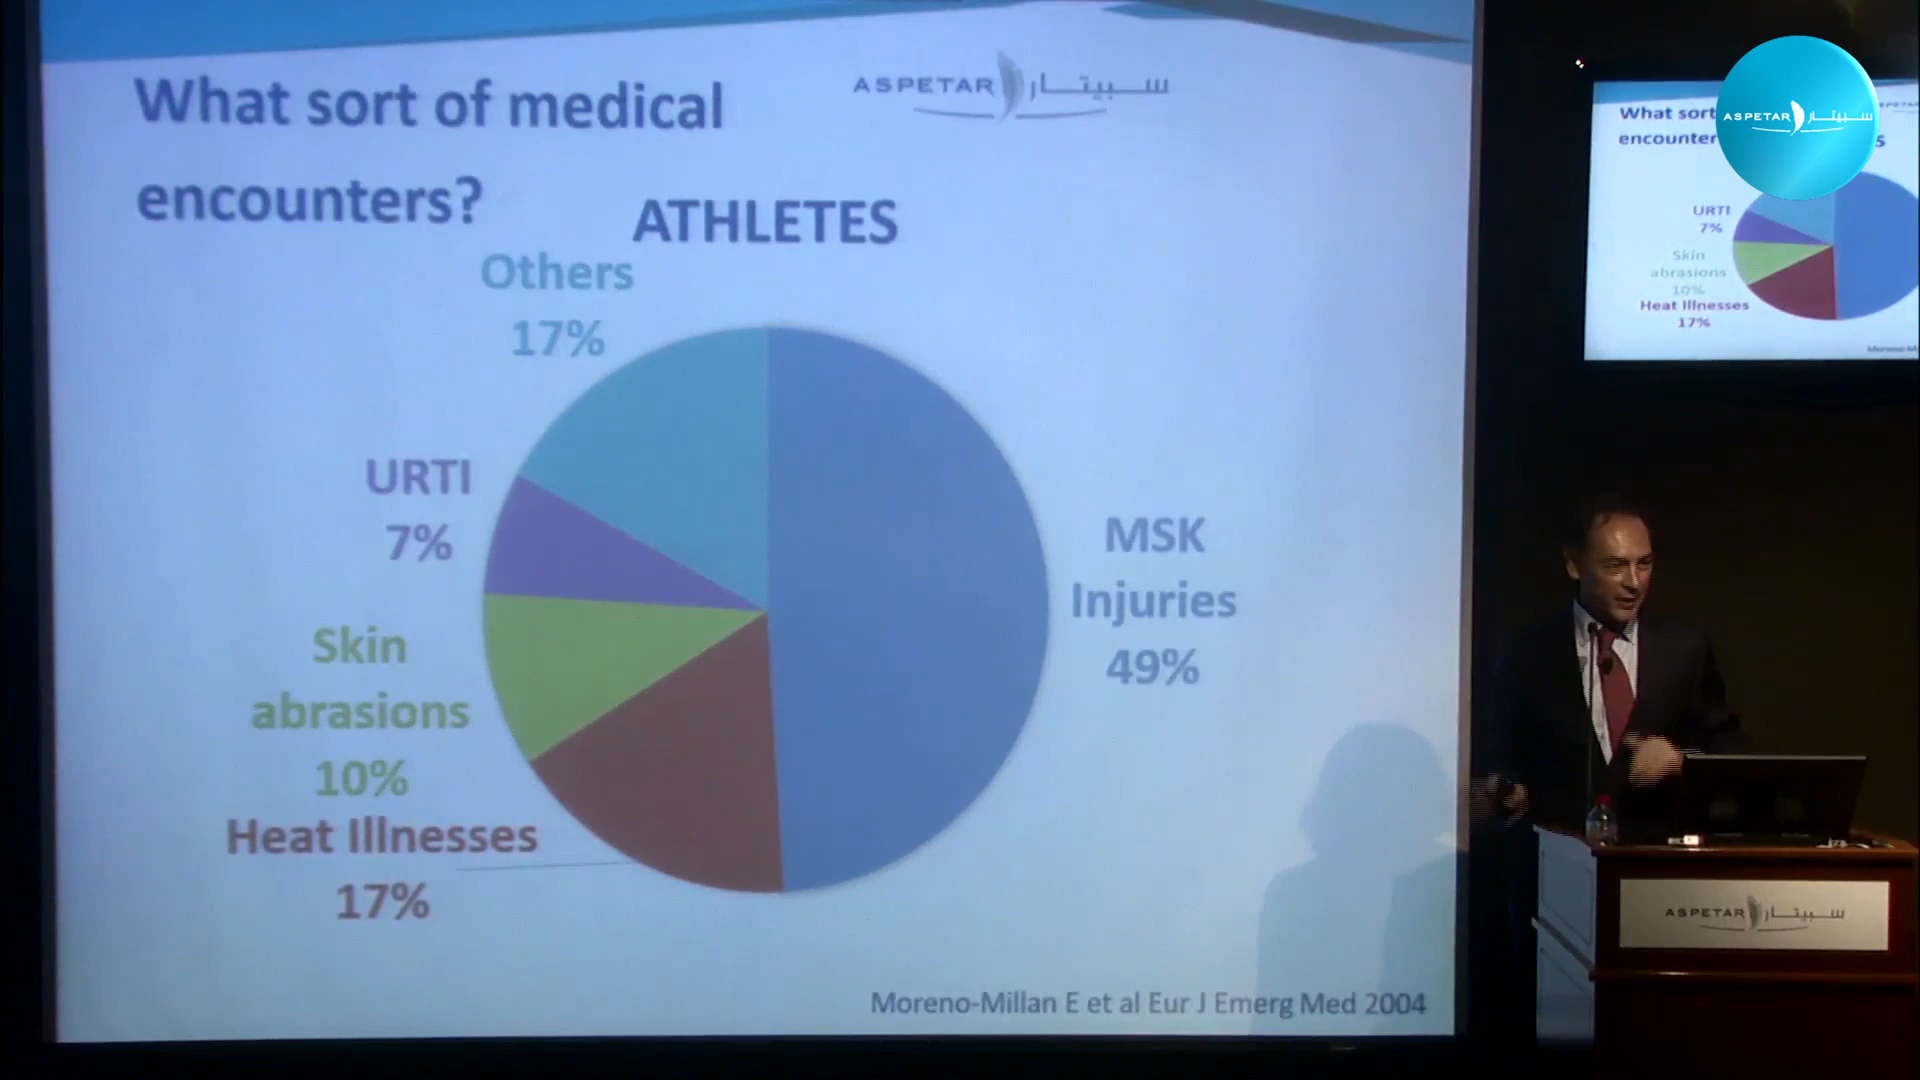 What sort of medical
encounters?
ASPETAR سبيتار
ATHLETES
Others
17%
URTI
7%
Skin
abrasions
10%
Heat Illnesses
17%
MSK
Injuries
49%
Moreno-Millan E et al Eur J Emerg Med 2004
ASPETAR سبيتار
What sort
encounter
URTI
7%
Skin
abrasions
10%
Heat Illnesses
17%
ASPETAR سبيتار